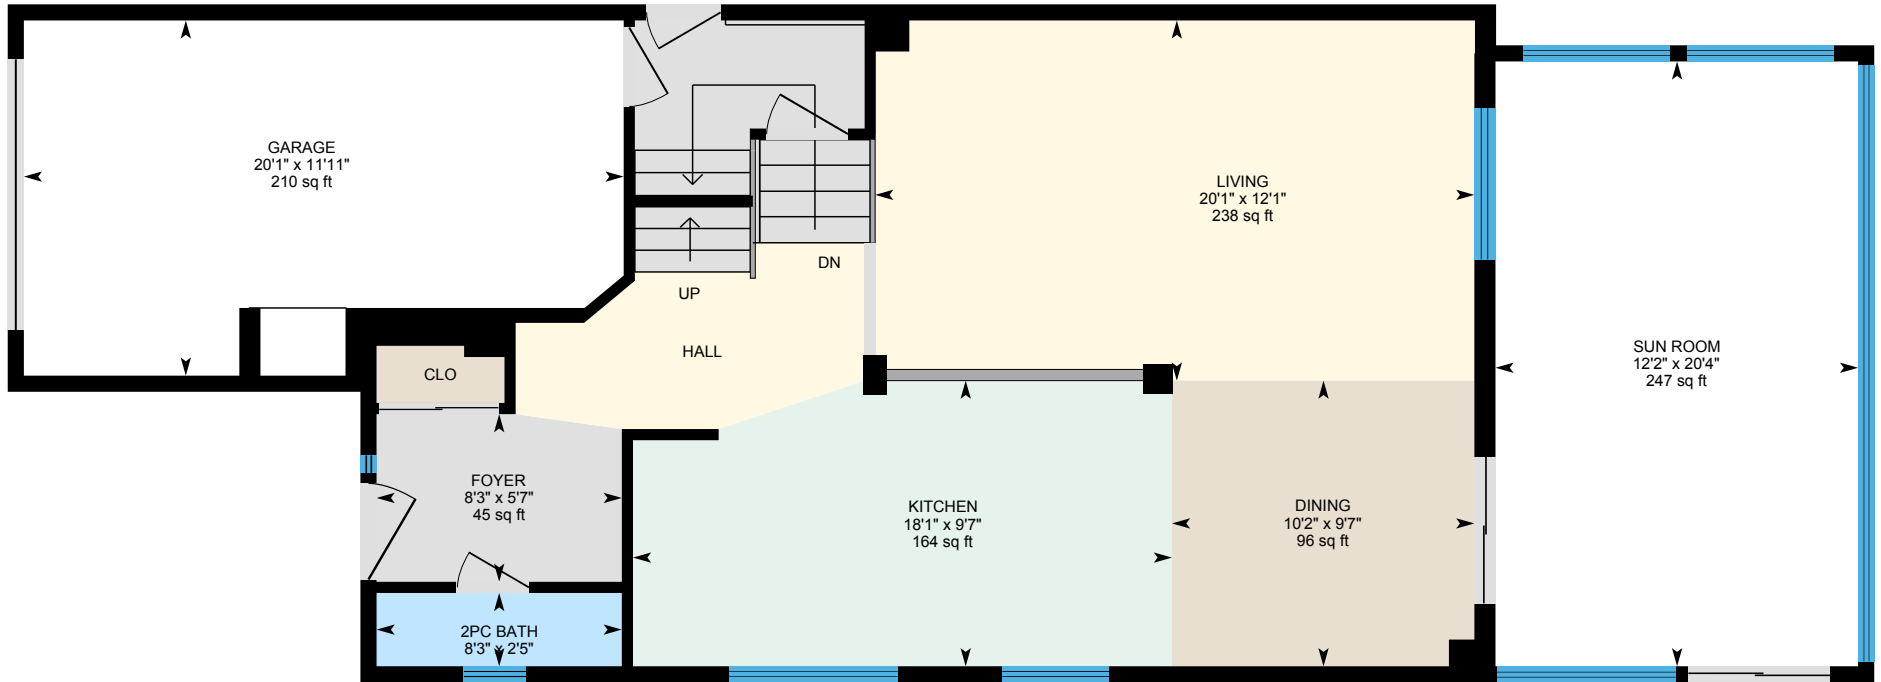 GARAGE
20'1" x 11'11"
210 sq ft
LIVING
20'1" x 12'1"
238 sq ft
DN
UP
HALL
SUN ROOM
12'2" x 20'4"
247 sq ft
CLO
FOYER
8'3" x 5'7"
45 sq ft
KITCHEN
18'1" x 9'7"
164 sq ft
DINING
10'2" x 9'7"
96 sq ft
2PC BATH
8'3" x 2'5"